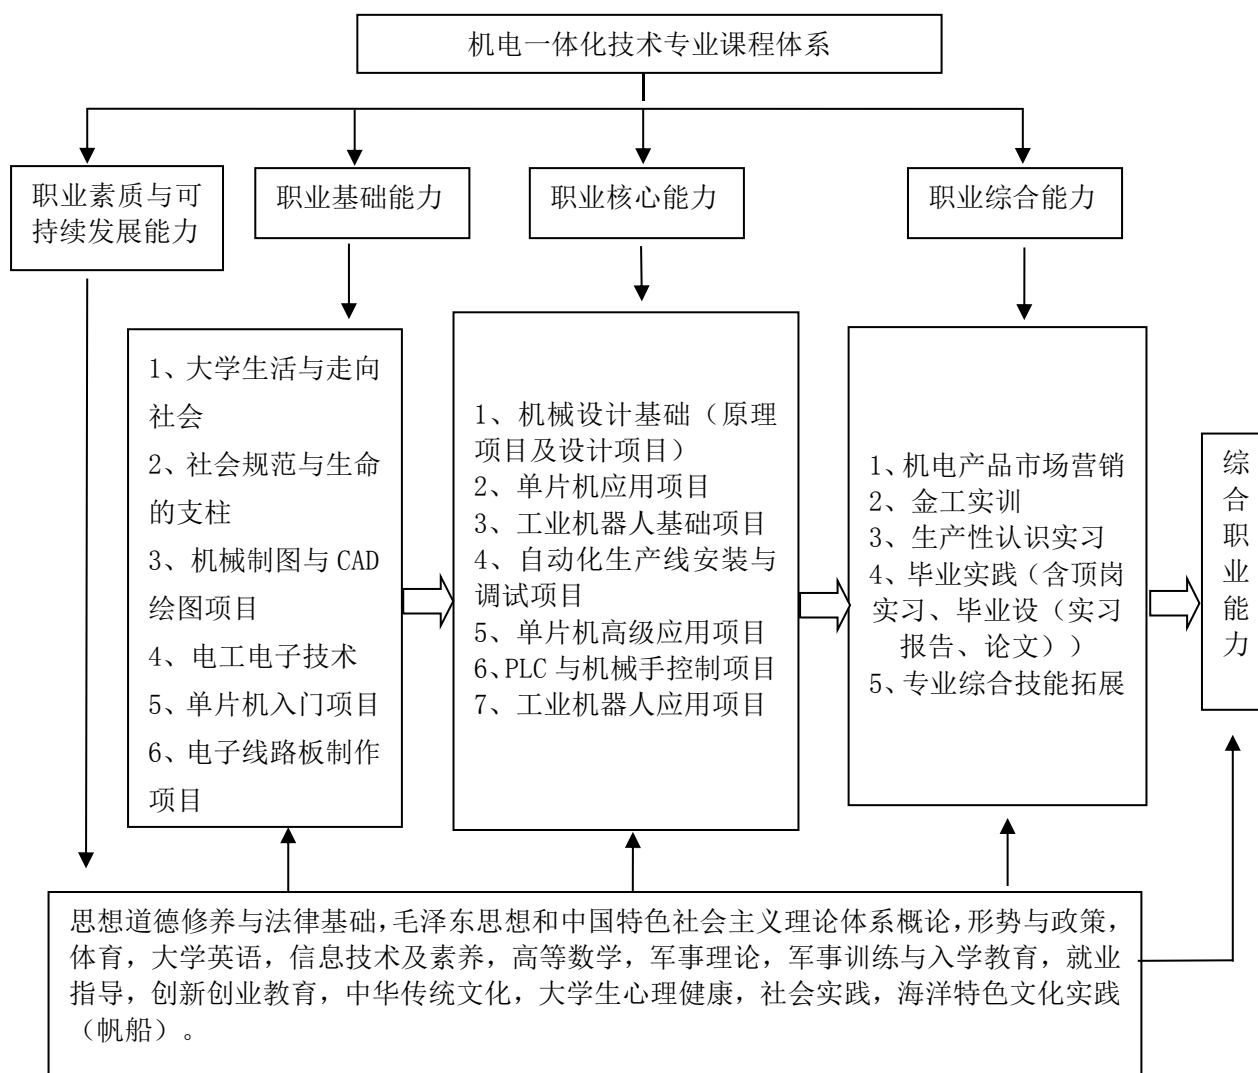 机电一体化技术专业课程体系
职业素质与可
持续发展能力
职业基础能力
职业核心能力
职业综合能力
1、大学生活与走向
社会
2、社会规范与生命
的支柱
3、机械制图与 CAD
绘图项目
4、电工电子技术
5、单片机入门项目
6、电子线路板制作
项目
1、机械设计基础（原理
项目及设计项目）
2、单片机应用项目
3、工业机器人基础项目
4、自动化生产线安装与
调试项目
5、单片机高级应用项目
6、PLC 与机械手控制项目
7、工业机器人应用项目
1、机电产品市场营销
2、金工实训
3、生产性认识实习
4、毕业实践（含顶岗
实习、毕业设（实习
报告、论文））
5、专业综合技能拓展
综
合
职
业
能
力
思想道德修养与法律基础,毛泽东思想和中国特色社会主义理论体系概论,形势与政策,
体育，大学英语，信息技术及素养，高等数学，军事理论，军事训练与入学教育，就业
指导，创新创业教育，中华传统文化，大学生心理健康，社会实践，海洋特色文化实践
（帆船）。